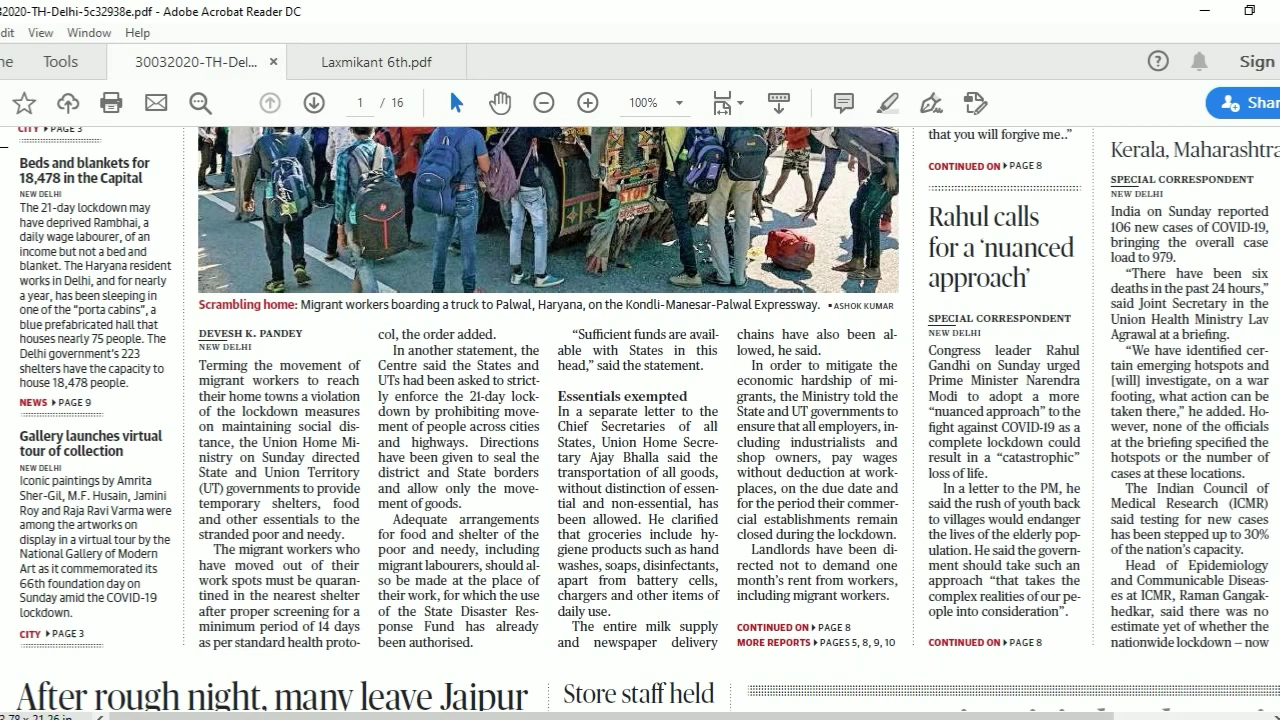 32020-TH-Delhi-5c32938e.pdf - Adobe Acrobat Reader DC
dit View Window Help
ne Tools 30032020-TH-Del... × Laxmikant 6th.pdf Sign
1 / 16 100% Shar
CITY PAGE 3
Beds and blankets for
18,478 in the Capital
NEW DELHI
The 21-day lockdown may
have deprived Rambhai, a
daily wage labourer, of an
income but not a bed and
blanket. The Haryana resident
works in Delhi, and for nearly
a year, has been sleeping in
one of the "porta cabins", a
blue prefabricated hall that
houses nearly 75 people. The
Delhi government's 223
shelters have the capacity to
house 18,478 people.
NEWS PAGE 9
Gallery launches virtual
tour of collection
NEW DELHI
Iconic paintings by Amrita
Sher-Gil, M.F. Husain, Jamini
Roy and Raja Ravi Varma were
among the artworks on
display in a virtual tour by the
National Gallery of Modern
Art as it commemorated its
66th foundation day on
Sunday amid the COVID-19
lockdown.
CITY PAGE 3
Scrambling home: Migrant workers boarding a truck to Palwal, Haryana, on the Kondli-Manesar-Palwal Expressway. ASHOK KUMAR
DEVESH K. PANDEY
NEW DELHI
Terming the movement of
migrant workers to reach
their home towns a violation
of the lockdown measures
on maintaining social dis-
tance, the Union Home Mi-
nistry on Sunday directed
State and Union Territory
(UT) governments to provide
temporary shelters, food
and other essentials to the
stranded poor and needy.
The migrant workers who
have moved out of their
work spots must be quaran-
tined in the nearest shelter
after proper screening for a
minimum period of 14 days
as per standard health proto-
col, the order added.
In another statement, the
Centre said the States and
UTs had been asked to strict-
ly enforce the 21-day lock-
down by prohibiting move-
ment of people across cities
and highways. Directions
have been given to seal the
district and State borders
and allow only the move-
ment of goods.
Adequate arrangements
for food and shelter of the
poor and needy, including
migrant labourers, should al-
so be made at the place of
their work, for which the use
of the State Disaster Res-
ponse Fund has already
been authorised.
"Sufficient funds are avail-
able with States in this
head," said the statement.
Essentials exempted
In a separate letter to the
Chief Secretaries of all
States, Union Home Secre-
tary Ajay Bhalla said the
transportation of all goods,
without distinction of essen-
tial and non-essential, has
been allowed. He clarified
that groceries include hy-
giene products such as hand
washes, soaps, disinfectants,
apart from battery cells,
chargers and other items of
daily use.
The entire milk supply
and newspaper delivery
chains have also been al-
lowed, he said.
In order to mitigate the
economic hardship of mi-
grants, the Ministry told the
State and UT governments to
ensure that all employers, in-
cluding industrialists and
shop owners, pay wages
without deduction at work-
places, on the due date and
for the period their commer-
cial establishments remain
closed during the lockdown.
Landlords have been di-
rected not to demand one
month's rent from workers,
including migrant workers.
CONTINUED ON PAGE 8
MORE REPORTS PAGES 5, 8, 9, 10
that you will forgive me.."
CONTINUED ON PAGE 8
Rahul calls
for a 'nuanced
approach'
SPECIAL CORRESPONDENT
NEW DELHI
Congress leader Rahul
Gandhi on Sunday urged
Prime Minister Narendra
Modi to adopt a more
"nuanced approach" to the
fight against COVID-19 as a
complete lockdown could
result in a "catastrophic"
loss of life.
In a letter to the PM, he
said the rush of youth back
to villages would endanger
the lives of the elderly pop-
ulation. He said the govern-
ment should take such an
approach "that takes the
complex realities of our pe-
ople into consideration".
CONTINUED ON PAGE 8
Kerala, Maharashtra
SPECIAL CORRESPONDENT
NEW DELHI
India on Sunday reported
106 new cases of COVID-19,
bringing the overall case
load to 979.
"There have been six
deaths in the past 24 hours,"
said Joint Secretary in the
Union Health Ministry Lav
Agrawal at a briefing.
"We have identified cer-
tain emerging hotspots and
[will] investigate, on a war
footing, what action can be
taken there," he added. Ho-
wever, none of the officials
at the briefing specified the
hotspots or the number of
cases at these locations.
The Indian Council of
Medical Research (ICMR)
said testing for new cases
has been stepped up to 30%
of the nation's capacity.
Head of Epidemiology
and Communicable Diseas-
es at ICMR, Raman Gangak-
hedkar, said there was no
estimate yet of whether the
nationwide lockdown – now
After rough night, many leave Jaipur
Store staff held
3.78 x 21.26 in